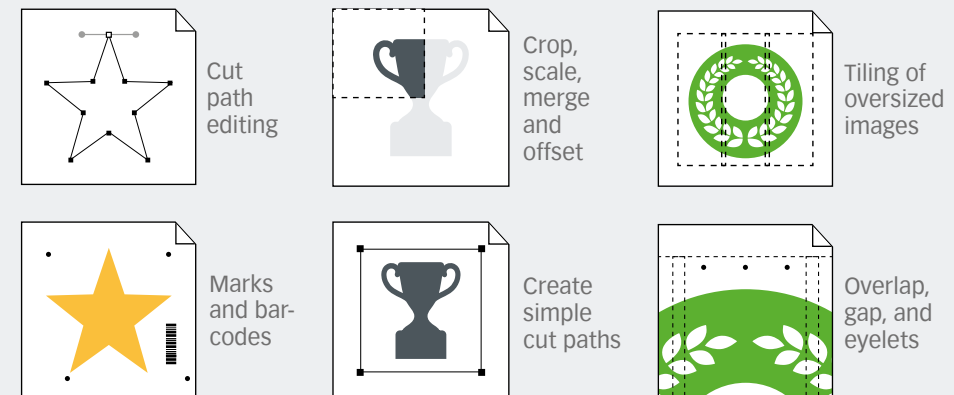 Cut
path
editing
Crop,
scale,
merge
and
offset
Tiling of
oversized
images
Marks
and bar-
codes
Create
simple
cut paths
Overlap,
gap, and
eyelets